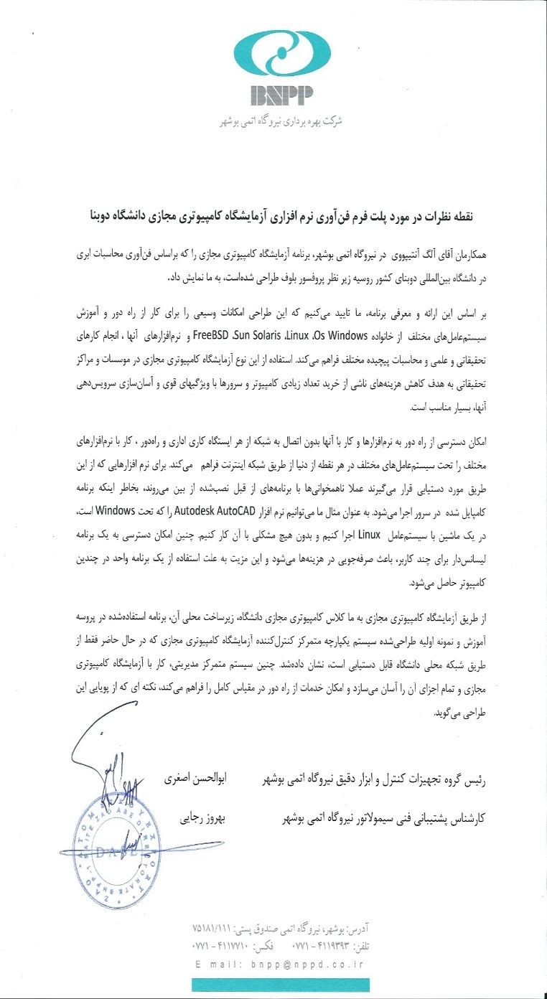 BNPP
شرکت بهره برداری نیروگاه اتمی بوشهر
نقطه نظرات در مورد پلت فرم فن‌آوری نرم افزاری آزمایشگاه کامپیوتری مجازی دانشگاه دوبنا
همکارمان آقای آلگ آنتیپووی در نیروگاه اتمی بوشهر، برنامه آزمایشگاه کامپیوتری مجازی را که براساس فن‌آوری محاسبات ابری
در دانشگاه بین‌المللی دوبنای کشور روسیه زیر نظر پروفسور بلوف طراحی شده‌است، به ما نمایش داد.
بر اساس این ارائه و معرفی برنامه، ما تایید می‌کنیم که این طراحی امکانات وسیعی را برای کار از راه دور و آموزش
سیستم‌عامل‌های مختلف از خانواده Os Windows، Linux، Sun Solaris، FreeBSD و نرم‌افزارهای آنها ، انجام کارهای
تحقیقاتی و علمی و محاسبات پیچیده مختلف فراهم می‌کند. استفاده از این نوع آزمایشگاه کامپیوتری مجازی در موسسات و مراکز
تحقیقاتی به هدف کاهش هزینه‌های ناشی از خرید تعداد زیادی کامپیوتر و سرورها با ویژگیهای قوی و آسان‌سازی سرویس‌دهی
آنها، بسیار مناسب است.
امکان دسترسی از راه دور به نرم‌افزارها و کار با آنها بدون اتصال به شبکه از هر ایستگاه کاری اداری و راه‌دور ، کار با نرم‌افزارهای
مختلف را تحت سیستم‌عامل‌های مختلف در هر نقطه از دنیا از طریق شبکه اینترنت فراهم می‌کند. برای نرم افزارهایی که از این
طریق مورد دستیابی قرار می‌گیرند عملا ناهمخوانی‌ها با برنامه‌های از قبل نصب‌شده از بین می‌روند، بخاطر اینکه برنامه
کامپایل شده در سرور اجرا می‌شود. به عنوان مثال ما می‌توانیم نرم افزار Autodesk AutoCAD را که تحت Windows است،
در یک ماشین با سیستم‌عامل Linux اجرا کنیم و بدون هیچ مشکلی با آن کار کنیم. چنین امکان دسترسی به یک برنامه
لیسانس‌دار برای چند کاربر، باعث صرفه‌جویی در هزینه‌ها می‌شود و این مزیت به علت استفاده از یک برنامه واحد در چندین
کامپیوتر حاصل می‌شود.
از طریق آزمایشگاه کامپیوتری مجازی به ما کلاس کامپیوتری مجازی دانشگاه، زیرساخت محلی آن، برنامه استفاده‌شده در پروسه
آموزش و نمونه اولیه طراحی‌شده سیستم یکپارچه متمرکز کنترل‌کننده آزمایشگاه کامپیوتری مجازی که در حال حاضر فقط از
طریق شبکه محلی دانشگاه قابل دستیابی است، نشان داده‌شد. چنین سیستم متمرکز مدیریتی، کار با آزمایشگاه کامپیوتری
مجازی و تمام اجزای آن را آسان می‌سازد و امکان خدمات از راه دور در مقیاس کامل را فراهم می‌کند، نکته ای که از پویایی این
طراحی می‌گوید.
رئیس گروه تجهیزات کنترل و ابزار دقیق نیروگاه اتمی بوشهر ابوالحسن اصغری
کارشناس پشتیبانی فنی سیمولاتور نیروگاه اتمی بوشهر بهروز رجایی
ZAO ATOMSTROYEXPORT
ZAO ASE DIRECTORATE BNPP-1
DASE
آدرس: بوشهر، نیروگاه اتمی صندوق پستی: ۷۵۱۸۱/۱۱۱
تلفن: ۴۱۱۹۳۹۳ - ۰۷۷۱ فکس: ۴۱۱۷۷۱۰ - ۰۷۷۱
E mail: bnpp@nppd.co.ir